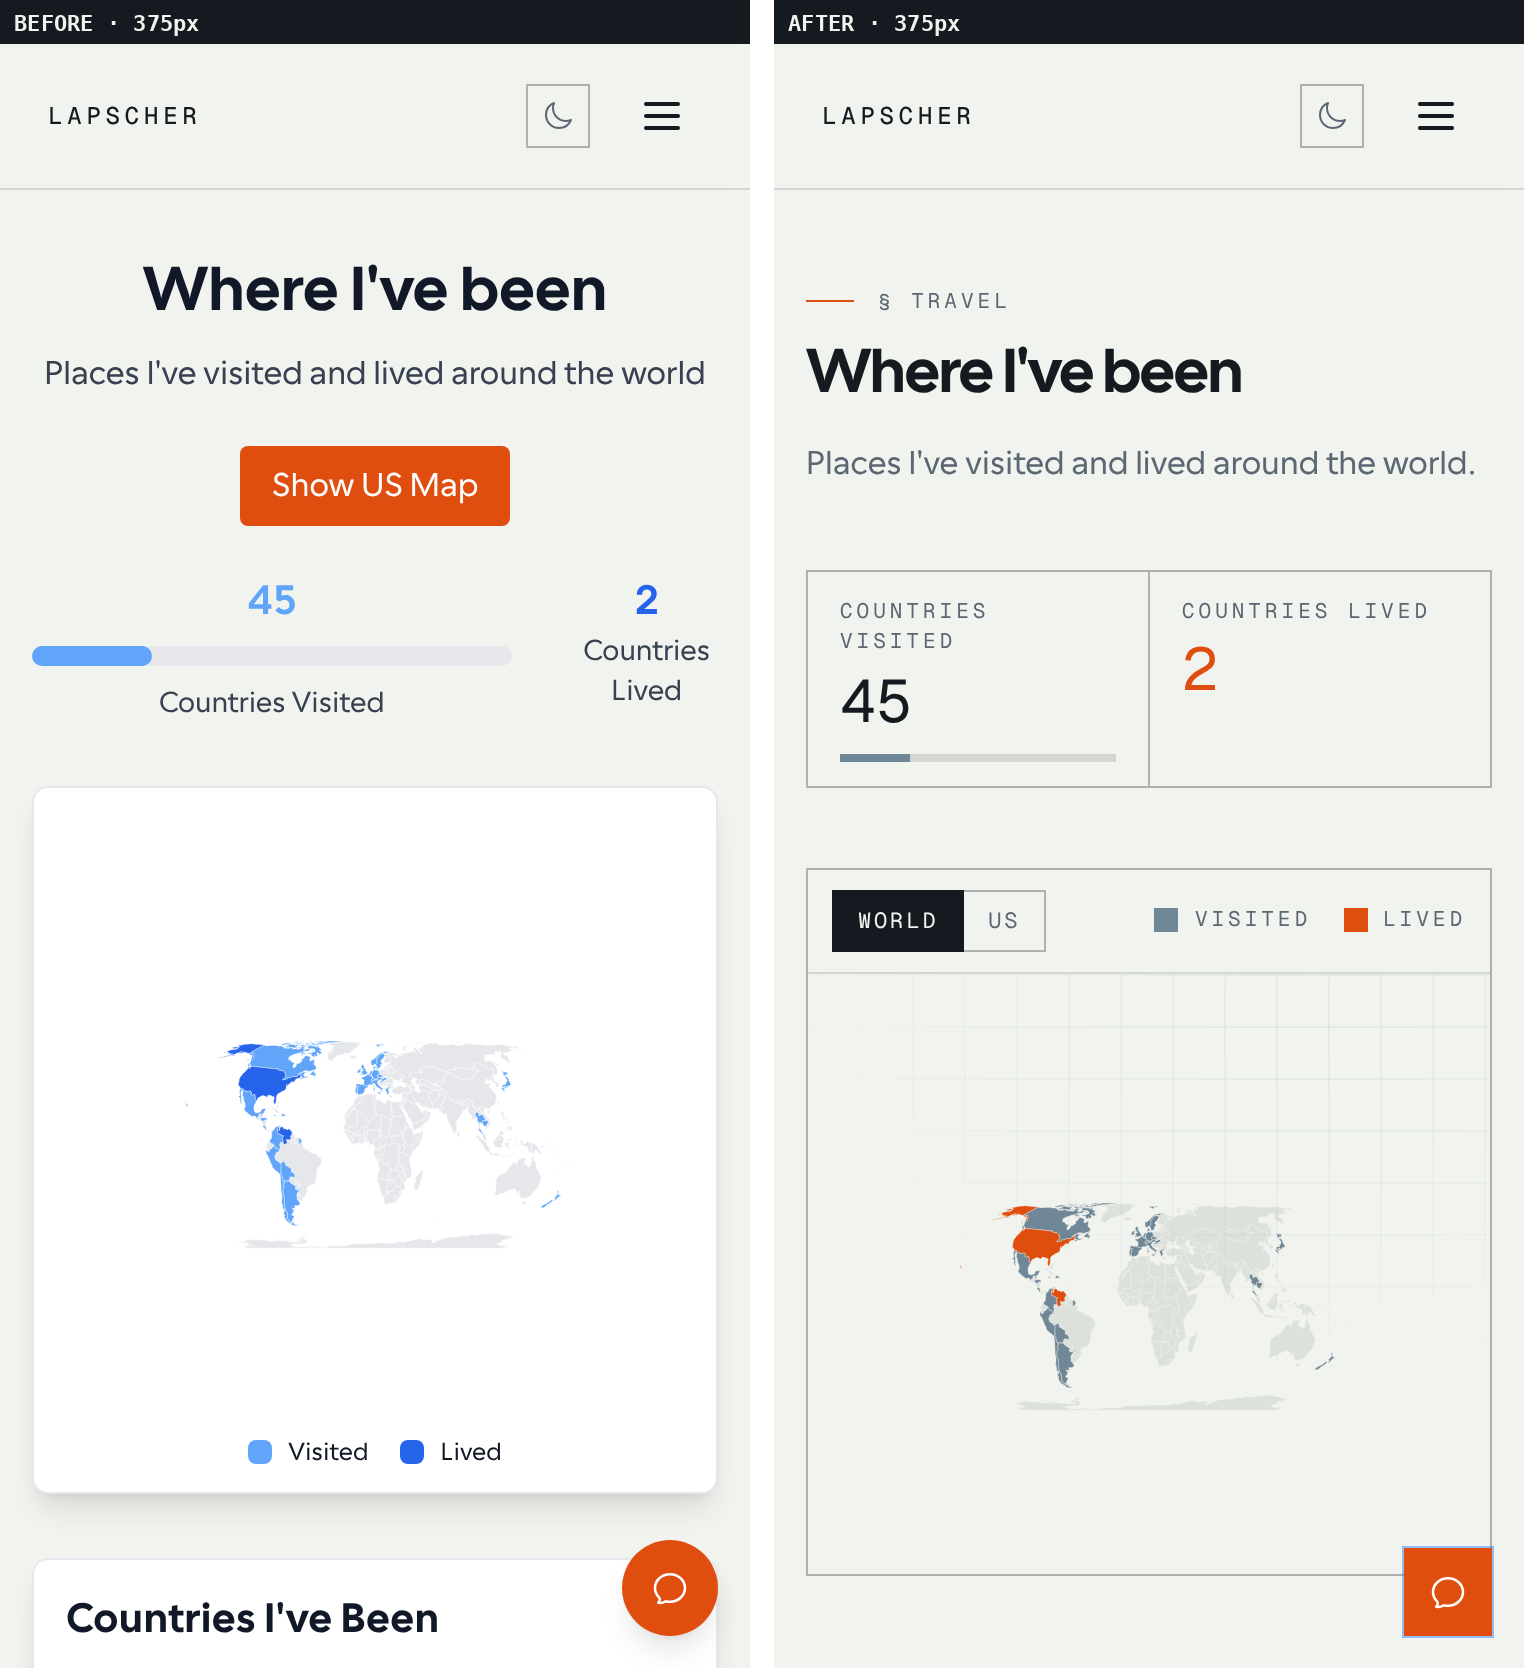 BEFORE · 375px
LAPSCHER
Where I've been
Places I've visited and lived around the world
Show US Map
45
Countries Visited
2
Countries
Lived
Visited
Lived
Countries I've Been
AFTER · 375px
LAPSCHER
§ TRAVEL
Where I've been
Places I've visited and lived around the world.
COUNTRIES
VISITED
45
COUNTRIES LIVED
2
WORLD
US
VISITED
LIVED